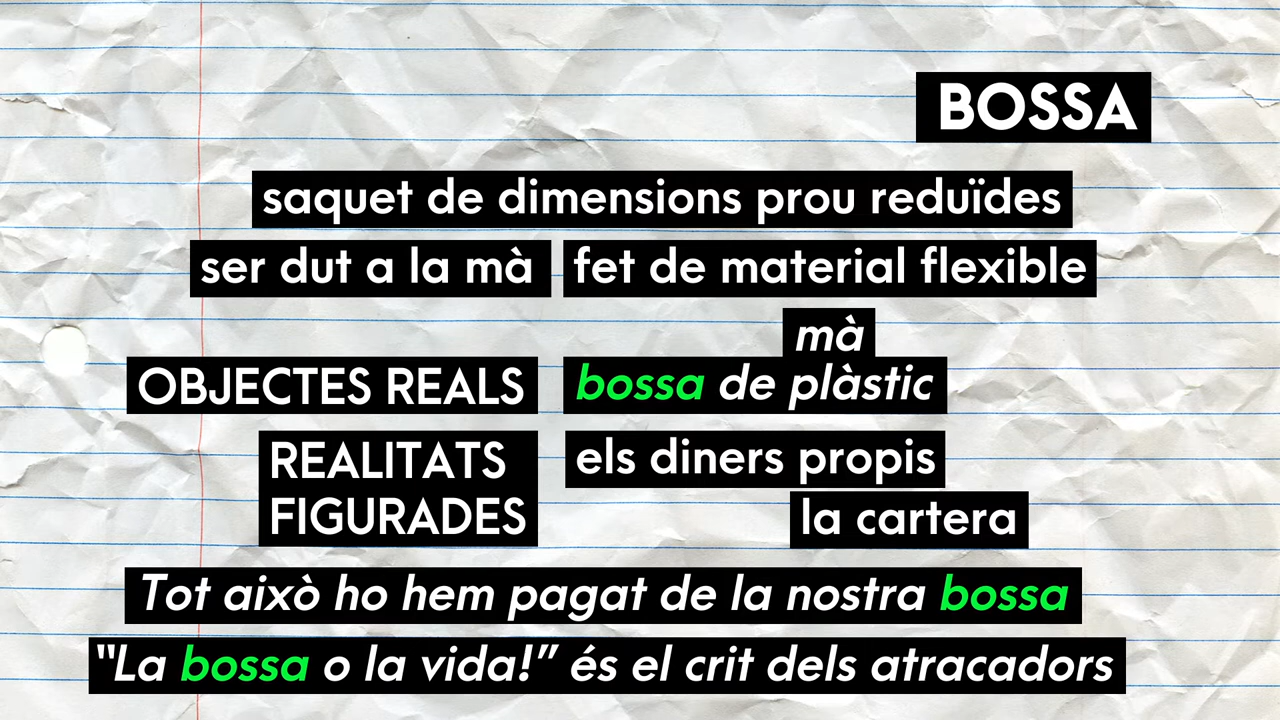 BOSSA
saquet de dimensions prou reduïdes
ser dut a la mà fet de material flexible
mà
OBJECTES REALS bossa de plàstic
REALITATS els diners propis
FIGURADES la cartera
Tot això ho hem pagat de la nostra bossa
"La bossa o la vida!” és el crit dels atracadors